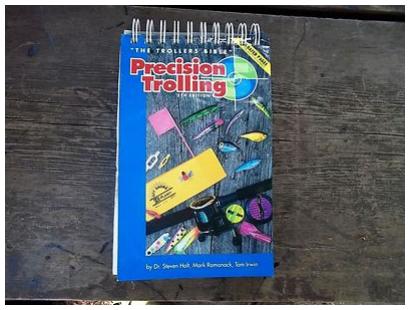 "THE TROLLERS' BIBLE"
Precision
Trolling
by Dr. Steven Holt, Mark Romanack, Tom Irwin